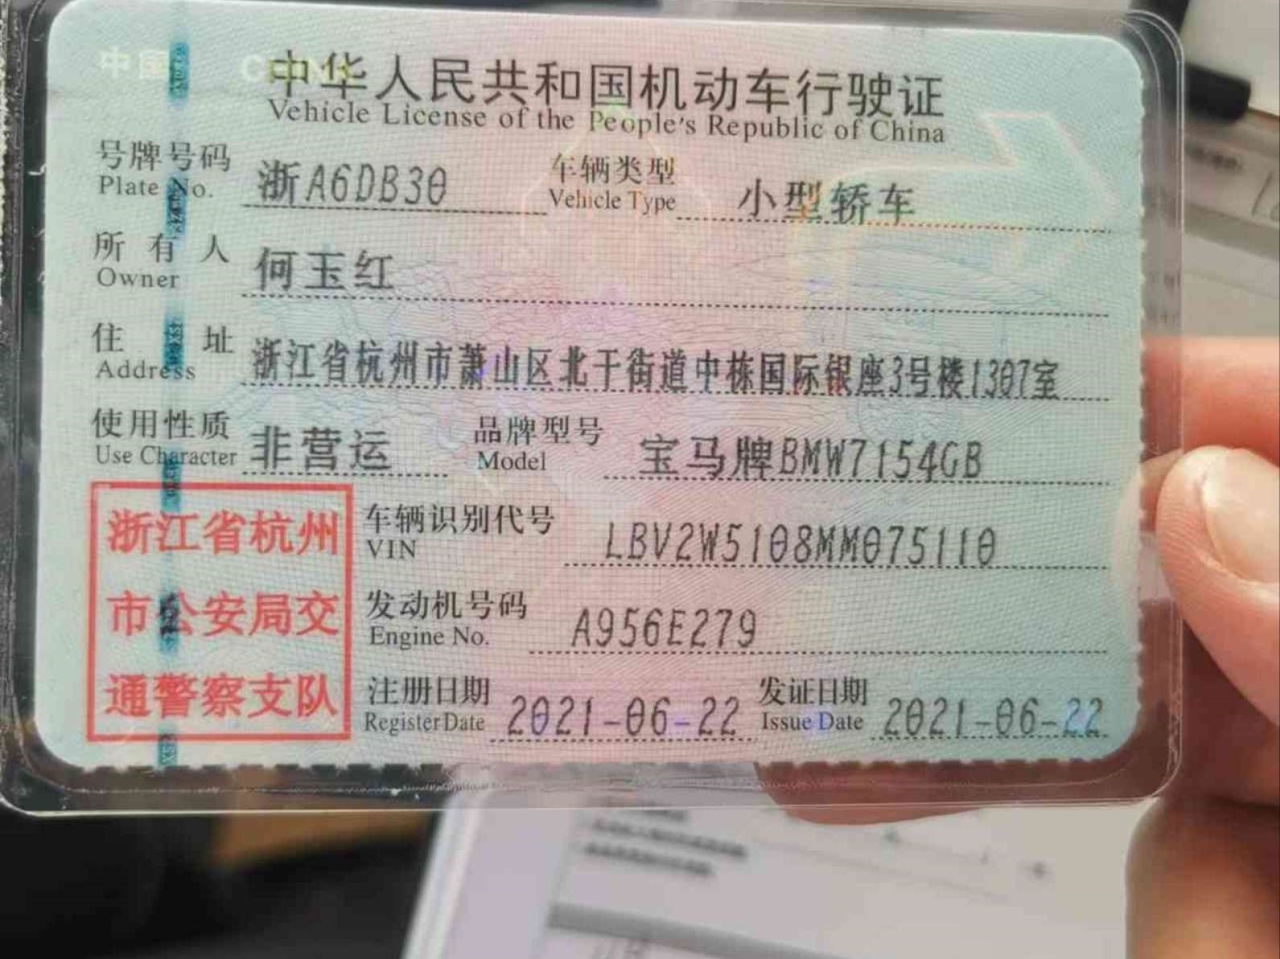 中国 CHINA
中华人民共和国机动车行驶证
Vehicle License of the People's Republic of China
号牌号码 浙A6DB30 车辆类型 小型轿车
Plate No. Vehicle Type
所有人 何玉红
Owner
住址 浙江省杭州市萧山区北干街道中栋国际银座3号楼1307室
Address
使用性质 非营运 品牌型号 宝马牌BMW7154GB
Use Character Model
浙江省杭州
市公安局交
通警察支队
车辆识别代号 LBV2W5108MM075110
VIN
发动机号码 A956E279
Engine No.
注册日期 2021-06-22 发证日期 2021-06-22
Register Date Issue Date